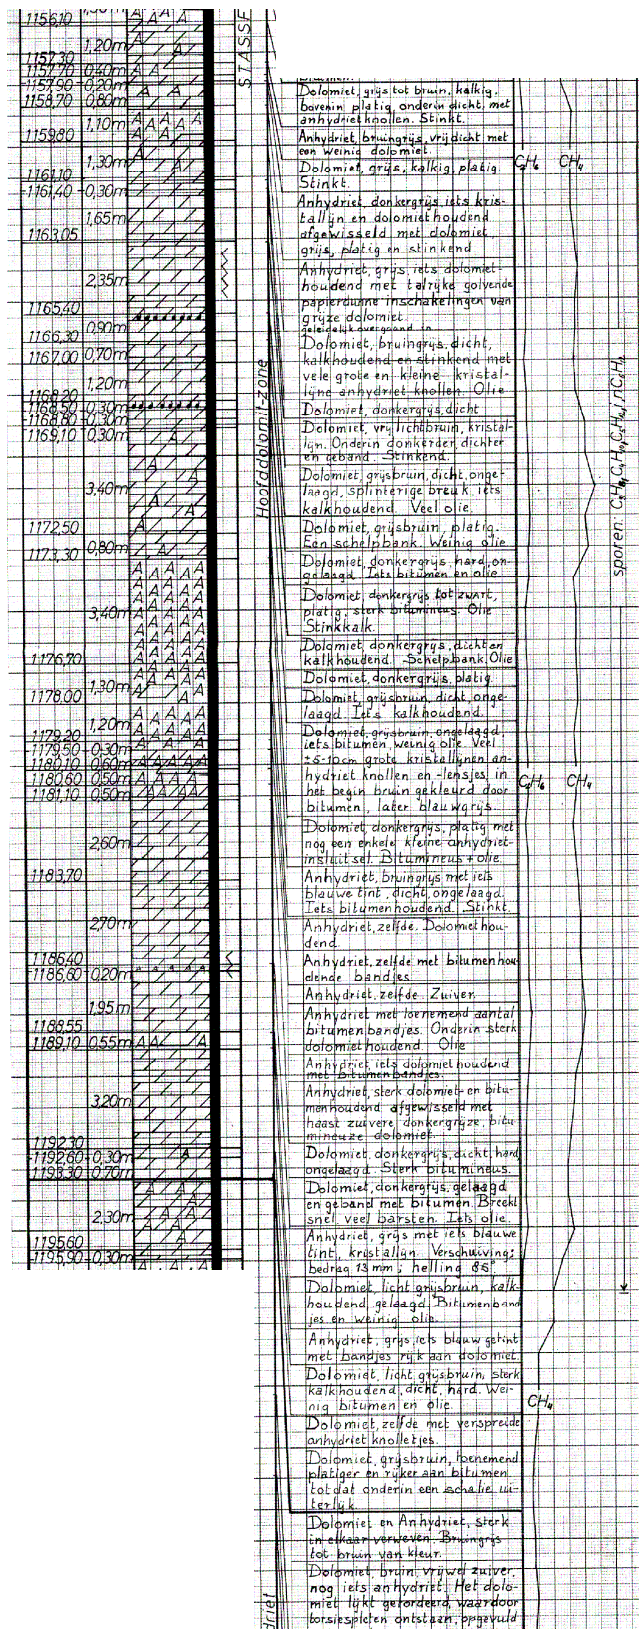 1156,10
1,20m
1157,30
1157,70 0,40m
1157,90 0,20m
1158,70 0,80m
1,10m
1159,80
1,30m
1161,10
1161,40 0,30m
1,65m
1163,05
2,35m
1165,40
0,90m
1166,30
0,70m
1167,00
1,20m
1168,20
1168,50 0,30m
1168,80 0,30m
1169,10 0,30m
3,40m
1172,50
0,80m
1173,30
3,40m
1176,70
1,30m
1178,00
1,20m
1179,20
1179,50 0,30m
1180,10 0,60m
1180,60 0,50m
1181,10 0,50m
2,60m
1183,70
2,70m
1186,40
1186,60 0,20m
1,95m
1188,55
1189,10 0,55m
3,20m
1192,30
1192,60 0,30m
1193,30 0,70m
2,30m
1195,60
1195,90 0,30m
STASSF
Hoofddolomit-zone
driet
Dolomiet, grijs tot bruin, kalkig,
bovenin platig, onderin dicht, met
anhydriet knollen. Stinkt.
Anhydriet, bruingrijs, vrij dicht met
een weinig dolomiet.
Dolomiet, grijs, kalkig, platig
Stinkt.
Anhydriet, donkergrijs, iets kris-
tallijn en dolomiethoudend
afgewisseld met dolomiet
grijs, platig en stinkend
Anhydriet, grijs, iets dolomiet-
houdend met talrijke golvende
papierdunne inschakelingen van
grijze dolomiet.
geleidelijk overgaand in
Dolomiet, bruingrijs, dicht,
kalkhoudend en stinkend met
vele grote en kleine kristal-
lijne anhydriet knollen. Olie
Dolomiet, donkergrijs, dicht
Dolomiet, vrij lichtbruin, kristal-
lijn. Onderin donkerder, dichter
en geband. Stinkend.
Dolomiet, grijsbruin, dicht, onge-
laagd, splinterige breuk, iets
kalkhoudend. Veel olie.
Dolomiet, grijsbruin, platig.
Een schelpbank. Weinig olie
Dolomiet, donkergrijs, hard, on-
gelaagd. Iets bitumen en olie
Dolomiet, donkergrijs tot zwart,
platig, sterk bitumineus. Olie
Stinkkalk.
Dolomiet, donkergrijs, dicht en
kalkhoudend. Schelpbank. Olie
Dolomiet, donkergrijs, platig.
Dolomiet, grijsbruin, dicht, onge-
laagd. Iets kalkhoudend.
Dolomiet, grijsbruin, ongelaagd,
iets bitumen, weinig olie. Veel
±5-10cm grote kristallijnen an-
hydriet knollen en -lensjes, in
het begin bruin gekleurd door
bitumen, later blauwgrijs.
Dolomiet, donkergrijs, platig met
nog een enkele kleine anhydriet-
insluitsel. Bitumineus + olie.
Anhydriet, bruingrijs met iets
blauwe tint, dicht, ongelaagd.
Iets bitumenhoudend. Stinkt.
Anhydriet, zelfde. Dolomiethou-
dend.
Anhydriet, zelfde met bitumenhou-
dende bandjes
Anhydriet, zelfde. Zuiver.
Anhydriet met toenemend aantal
bitumenbandjes. Onderin sterk
dolomiethoudend. Olie
Anhydriet, iets dolomiethoudend
met bitumenbandjes.
Anhydriet, sterk dolomiet- en bitu-
menhoudend afgewisseld met
haast zuivere, donkergrijze, bitu-
mineuze dolomiet.
Dolomiet, donkergrijs, dicht, hard,
ongelaagd. Sterk bitumineus.
Dolomiet, donkergrijs, gelaagd
en geband met bitumen. Breekt
snel, veel barsten. Iets olie.
Anhydriet, grijs met iets blauwe
tint, kristallijn. Verschuiving;
bedrag 13 mm; helling 85°
Dolomiet, licht grijsbruin, kalk-
houdend, gelaagd. Bitumenband
jes en weinig olie.
Anhydriet, grijs, iets blauw getint
met bandjes rijk aan dolomiet.
Dolomiet, licht grijsbruin, sterk
kalkhoudend, dicht, hard. Wei-
nig bitumen en olie.
Dolomiet, zelfde met verspreide
anhydriet knolletjes.
Dolomiet, grijsbruin, toenemend
platiger en rijker aan bitumen
totdat onderin een schalie ui-
terlijk.
Dolomiet en Anhydriet, sterk
in elkaar verweven. Bruingrijs
tot bruin van kleur.
Dolomiet, bruin, vrijwel zuiver,
nog iets anhydriet. Het dolo-
miet lijkt gefordeerd, waardoor
torsiespleten ontstaan, opgevuld
C₂H₆ CH₄
C₂H₆ CH₄
CH₄
sporen: